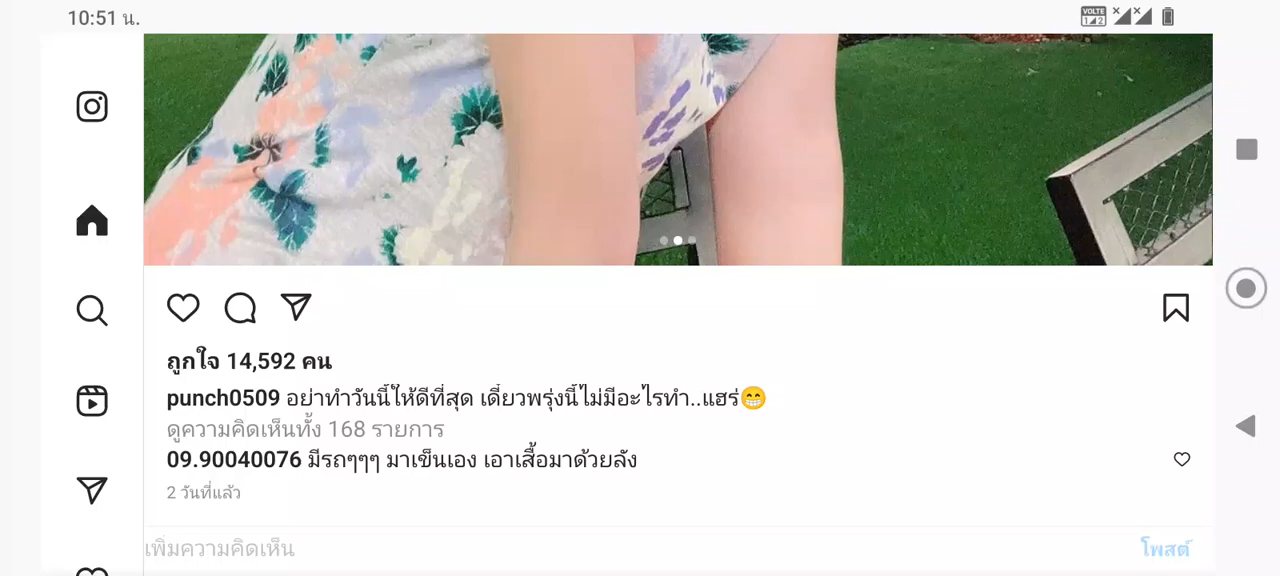 10:51 น.
VOLTE
1 2
ถูกใจ 14,592 คน
punch0509 อย่าทำวันนี้ให้ดีที่สุด เดี๋ยวพรุ่งนี้ไม่มีอะไรทำ..แฮร่😁
ดูความคิดเห็นทั้ง 168 รายการ
09.90040076 มีรถๆๆๆ มาเข็นเอง เอาเสื้อมาด้วยลัง
2 วันที่แล้ว
เพิ่มความคิดเห็น
โพสต์